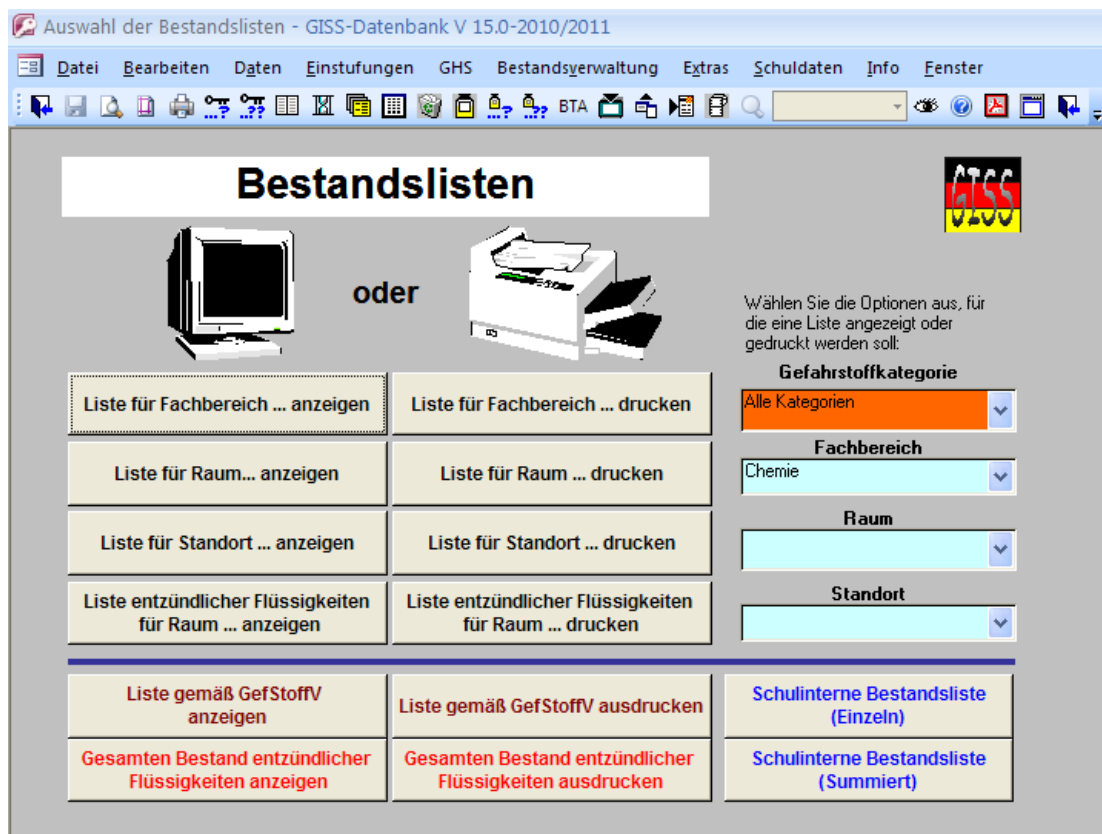 Auswahl der Bestandslisten - GISS-Datenbank V 15.0-2010/2011
Datei Bearbeiten Daten Einstufungen GHS Bestandsverwaltung Extras Schuldaten Info Fenster
BTA
Bestandslisten
GISS
oder
Wählen Sie die Optionen aus, für
die eine Liste angezeigt oder
gedruckt werden soll:
Gefahrstoffkategorie
Alle Kategorien
Fachbereich
Chemie
Raum
Standort
Liste für Fachbereich ... anzeigen
Liste für Fachbereich ... drucken
Liste für Raum... anzeigen
Liste für Raum ... drucken
Liste für Standort ... anzeigen
Liste für Standort ... drucken
Liste entzündlicher Flüssigkeiten
für Raum ... anzeigen
Liste entzündlicher Flüssigkeiten
für Raum ... drucken
Liste gemäß GefStoffV
anzeigen
Liste gemäß GefStoffV ausdrucken
Schulinterne Bestandsliste
(Einzeln)
Gesamten Bestand entzündlicher
Flüssigkeiten anzeigen
Gesamten Bestand entzündlicher
Flüssigkeiten ausdrucken
Schulinterne Bestandsliste
(Summiert)